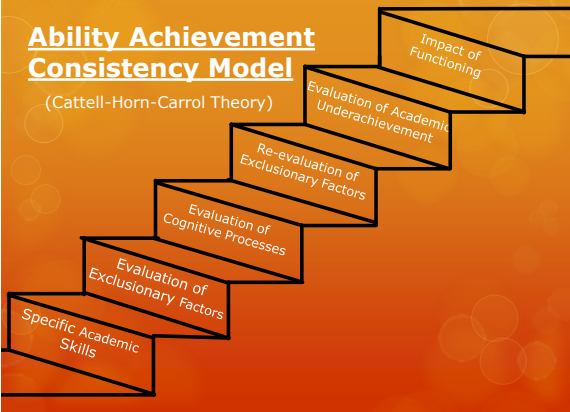 Ability Achievement
Consistency Model
(Cattell-Horn-Carrol Theory)
Impact of
Functioning
Evaluation of Academic
Underachievement
Re-evaluation of
Exclusionary Factors
Evaluation of
Cognitive Processes
Evaluation of
Exclusionary Factors
Specific Academic
Skills